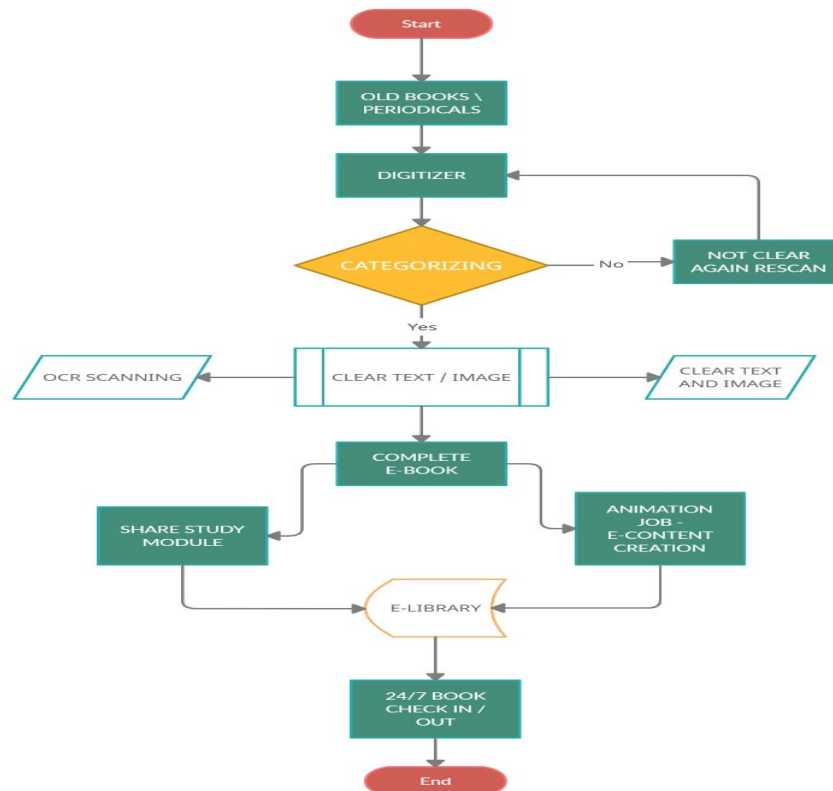 Start
OLD BOOKS \
PERIODICALS
DIGITIZER
CATEGORIZING
No
NOT CLEAR
AGAIN RESCAN
Yes
OCR SCANNING
CLEAR TEXT / IMAGE
CLEAR TEXT
AND IMAGE
COMPLETE
E-BOOK
SHARE STUDY
MODULE
ANIMATION
JOB -
E-CONTENT
CREATION
E-LIBRARY
24/7 BOOK
CHECK IN /
OUT
End